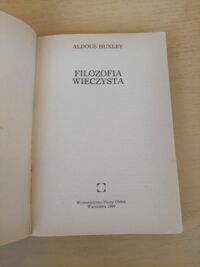 ALDOUS HUXLEY
FILOZOFIA
WIECZYSTA
Wydawnictwo Pusty Obłok
Warszawa 1989